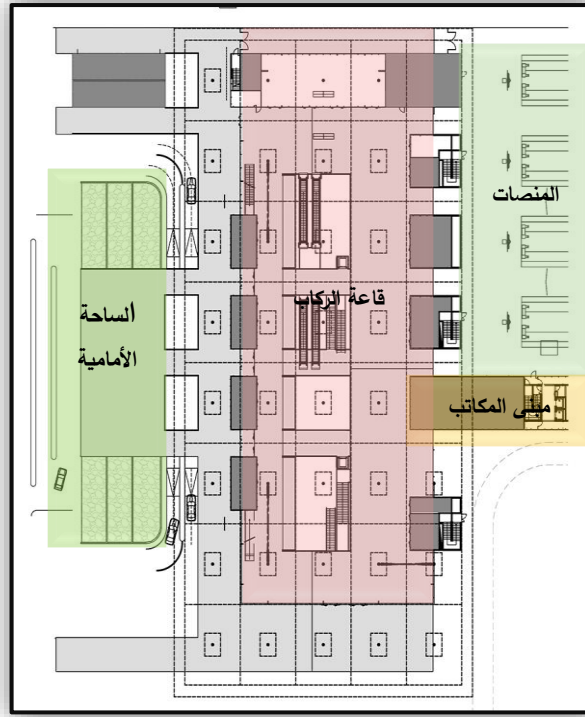 المنصات
قاعة الركاب
الساحة
الأمامية
مبنى المكاتب